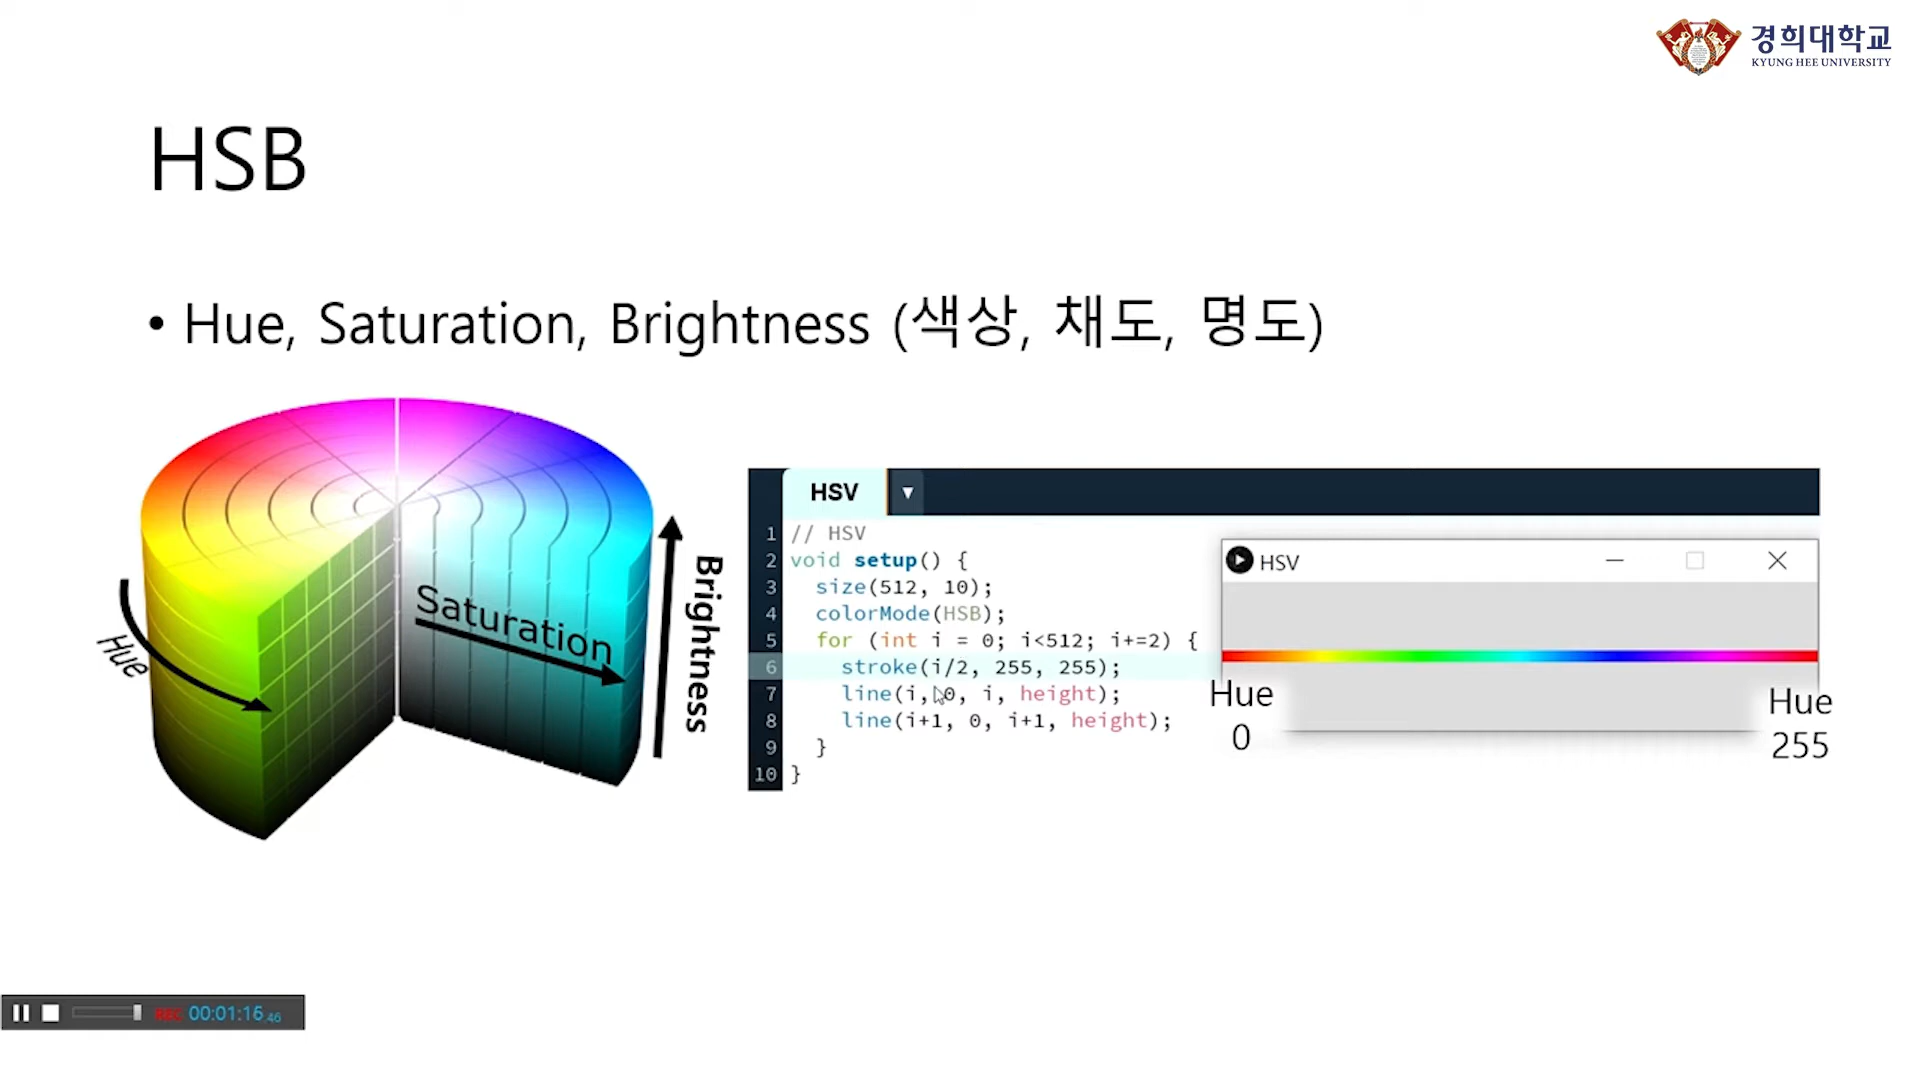 경희대학교
KYUNG HEE UNIVERSITY
HSB
• Hue, Saturation, Brightness (색상, 채도, 명도)
Hue
Saturation
Brightness
HSV
1 // HSV
2 void setup() {
3 size(512, 10);
4 colorMode(HSB);
5 for (int i = 0; i<512; i+=2) {
6 stroke(i/2, 255, 255);
7 line(i, 0, i, height);
8 line(i+1, 0, i+1, height);
9 }
10 }
HSV
Hue
0
Hue
255
REC 00:01:16.46